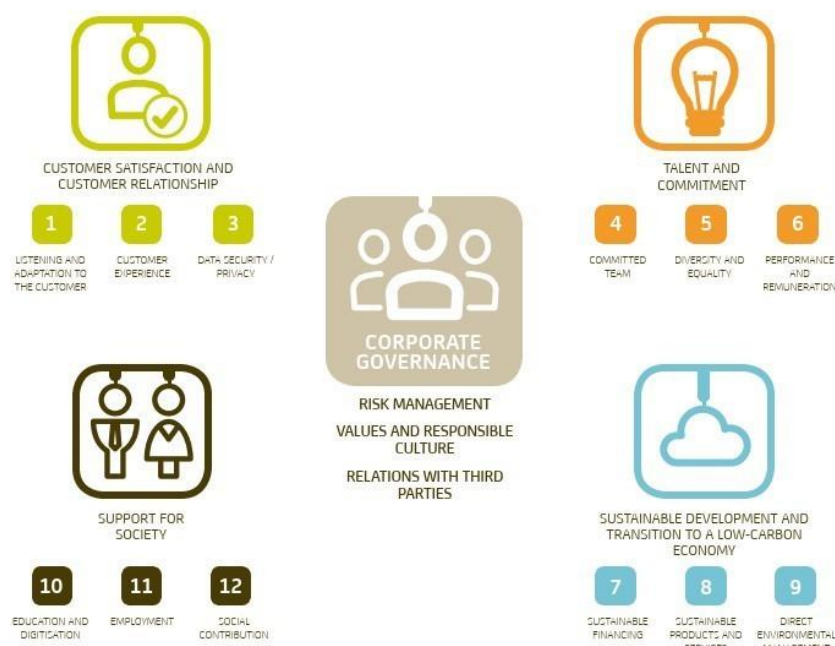 CUSTOMER SATISFACTION AND
CUSTOMER RELATIONSHIP
1
2
3
LISTENING AND
ADAPTATION TO
THE CUSTOMER
CUSTOMER
EXPERIENCE
DATA SECURITY /
PRIVACY
TALENT AND
COMMITMENT
4
5
6
COMMITTED
TEAM
DIVERSITY AND
EQUALITY
PERFORMANCE
AND
REMUNERATION
CORPORATE
GOVERNANCE
RISK MANAGEMENT
VALUES AND RESPONSIBLE
CULTURE
RELATIONS WITH THIRD
PARTIES
SUPPORT FOR
SOCIETY
10
11
12
EDUCATION AND
DIGITISATION
EMPLOYMENT
SOCIAL
CONTRIBUTION
SUSTAINABLE DEVELOPMENT AND
TRANSITION TO A LOW-CARBON
ECONOMY
7
8
9
SUSTAINABLE
FINANCING
SUSTAINABLE
PRODUCTS AND
DIRECT
ENVIRONMENTAL